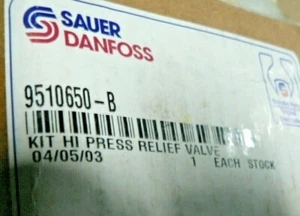 SAUER
DANFOSS
9510650-B
KIT HI PRESS RELIEF VALVE
04/05/03 1 EACH STOCK